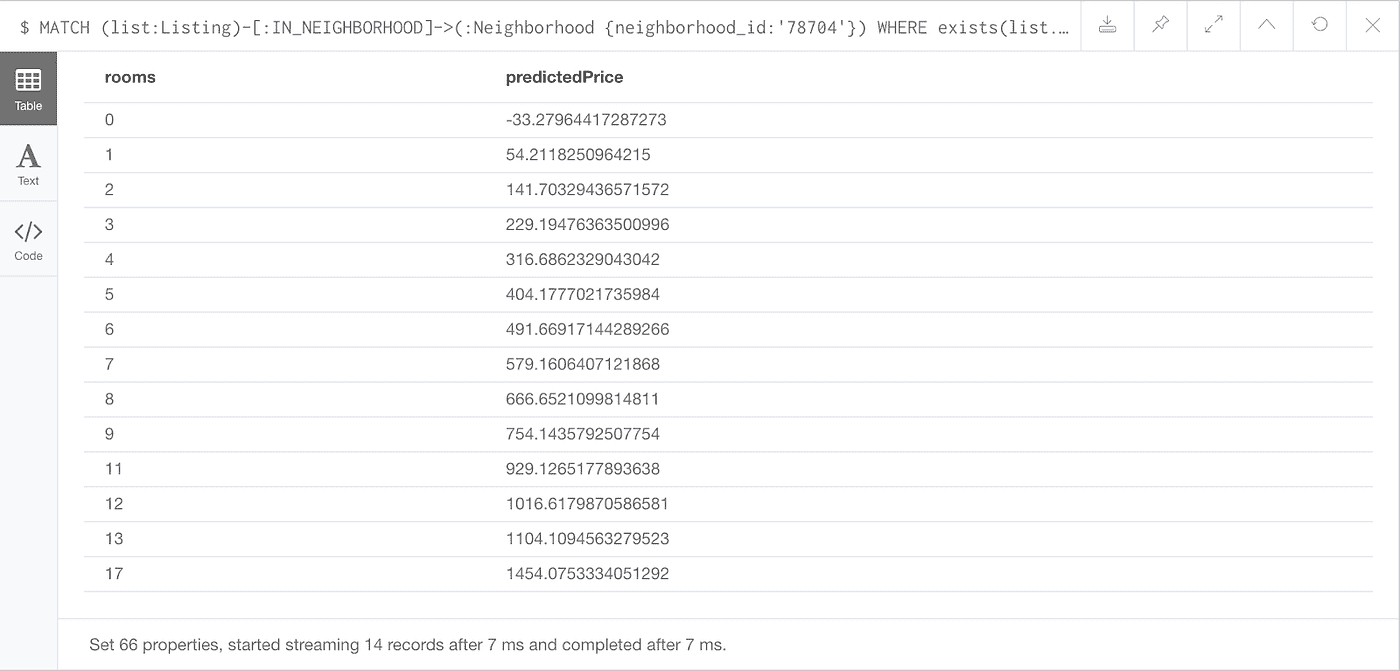 $ MATCH (list:Listing)-[:IN_NEIGHBORHOOD]->(:Neighborhood {neighborhood_id:'78704'}) WHERE exists(list.…
Table
Text
Code
rooms predictedPrice
0 -33.27964417287273
1 54.2118250964215
2 141.70329436571572
3 229.19476363500996
4 316.6862329043042
5 404.1777021735984
6 491.66917144289266
7 579.1606407121868
8 666.6521099814811
9 754.1435792507754
11 929.1265177893638
12 1016.6179870586581
13 1104.1094563279523
17 1454.0753334051292
Set 66 properties, started streaming 14 records after 7 ms and completed after 7 ms.